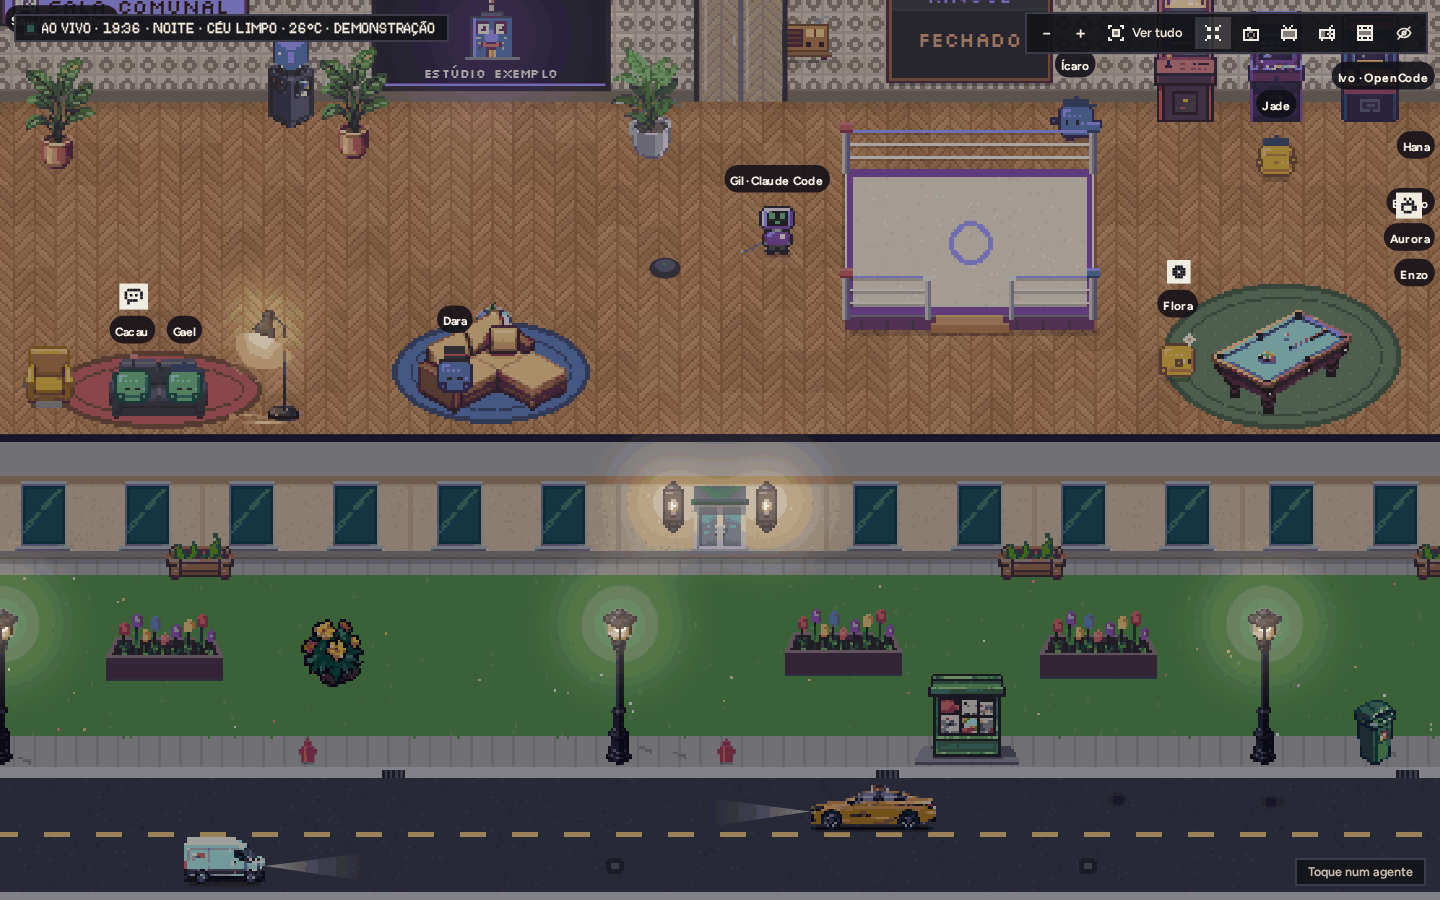 SALA COMUNAL
AO VIVO · 19:36 · NOITE · CÉU LIMPO · 26ºC · DEMONSTRAÇÃO
ESTÚDIO EXEMPLO
FECHADO
− + Ver tudo
Ícaro
Ivo · OpenCode
Jade
Hana
Gil · Claude Code
Aurora
Enzo
Flora
Cacau
Gael
Dara
Toque num agente